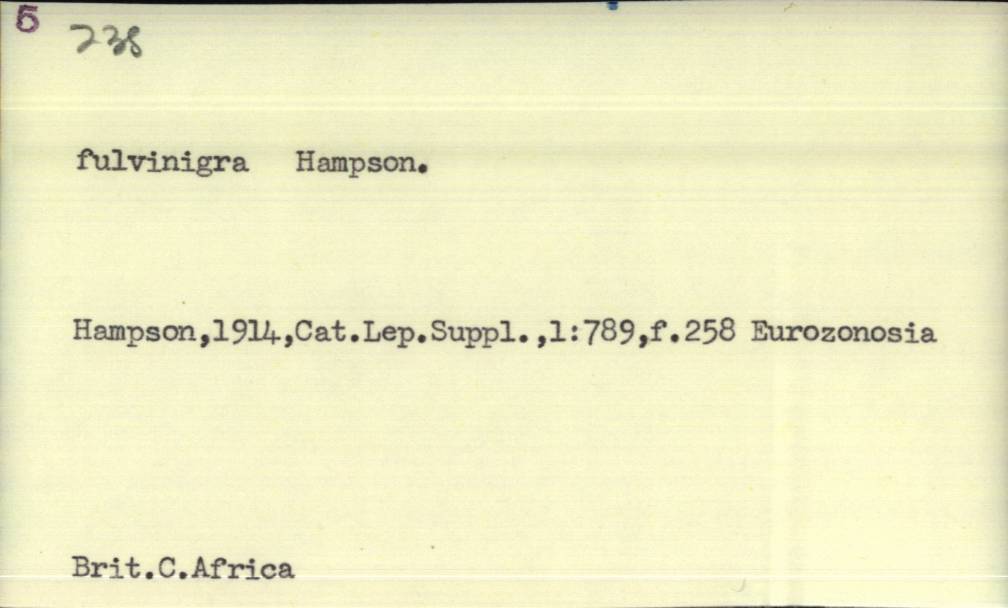 5
238
fulvinigra Hampson.
Hampson,1914,Cat.Lep.Suppl.,1:789,f.258 Eurozonosia
Brit.C.Africa